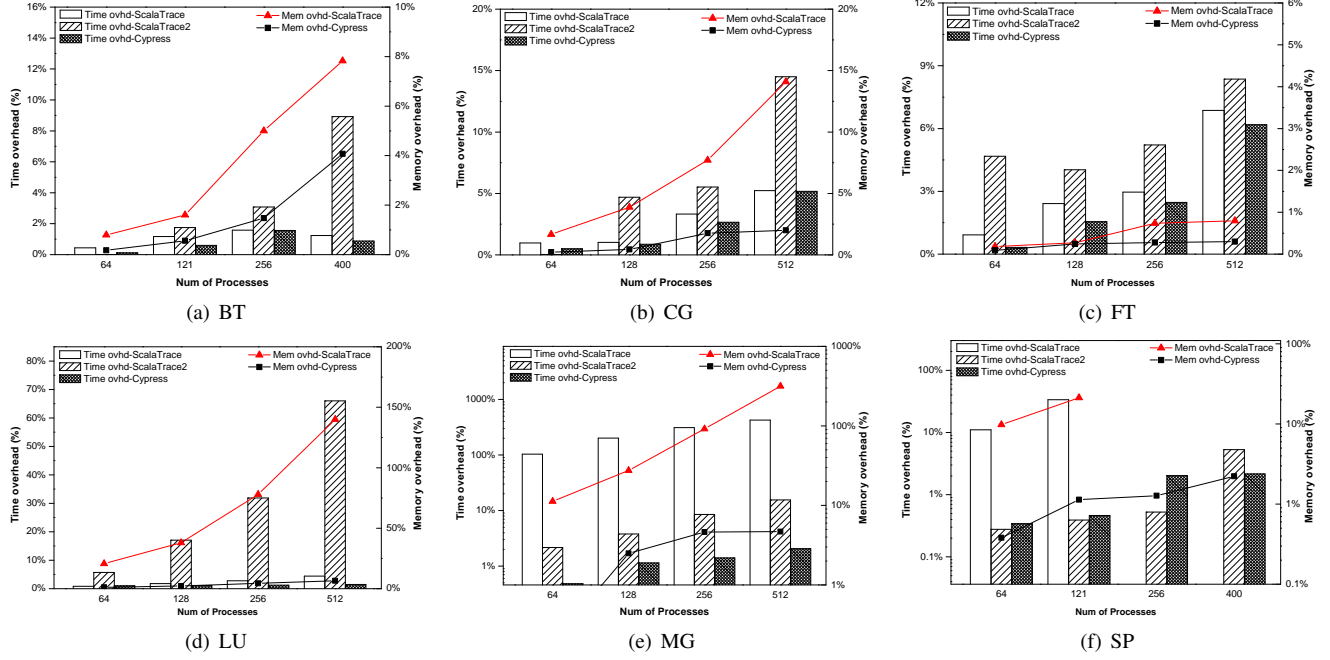 16%
14%
12%
10%
8%
6%
4%
2%
0%
Time overhead (%)
Time ovhd-ScalaTrace
Time ovhd-ScalaTrace2
Time ovhd-Cypress
Mem ovhd-ScalaTrace
Mem ovhd-Cypress
10%
8%
6%
4%
2%
0%
Memory overhead (%)
64 121 256 400
Num of Processes
(a) BT
20%
15%
10%
5%
0%
Time overhead (%)
Time ovhd-ScalaTrace
Time ovhd-ScalaTrace2
Time ovhd-Cypress
Mem ovhd-ScalaTrace
Mem ovhd-Cypress
20%
15%
10%
5%
0%
Memory overhead (%)
64 128 256 512
Num of Processes
(b) CG
12%
9%
6%
3%
0%
Time overhead (%)
Time ovhd-ScalaTrace
Time ovhd-ScalaTrace2
Time ovhd-Cypress
Mem ovhd-ScalaTrace
Mem ovhd-Cypress
6%
5%
4%
3%
2%
1%
0%
Memory overhead (%)
64 128 256 512
Num of Processes
(c) FT
80%
70%
60%
50%
40%
30%
20%
10%
0%
Time overhead (%)
Time ovhd-ScalaTrace
Time ovhd-ScalaTrace2
Time ovhd-Cypress
Mem ovhd-ScalaTrace
Mem ovhd-Cypress
200%
150%
100%
50%
0%
Memory overhead (%)
64 128 256 512
Num of Processes
(d) LU
1000%
100%
10%
1%
Time overhead (%)
Time ovhd-ScalaTrace
Time ovhd-ScalaTrace2
Time ovhd-Cypress
Mem ovhd-ScalaTrace
Mem ovhd-Cypress
1000%
100%
10%
1%
Memory overhead (%)
64 128 256 512
Num of Processes
(e) MG
100%
10%
1%
0.1%
Time overhead (%)
Time ovhd-ScalaTrace
Time ovhd-ScalaTrace2
Time ovhd-Cypress
Mem ovhd-ScalaTrace
Mem ovhd-Cypress
100%
10%
1%
0.1%
Memory overhead (%)
64 121 256 400
Num of Processes
(f) SP